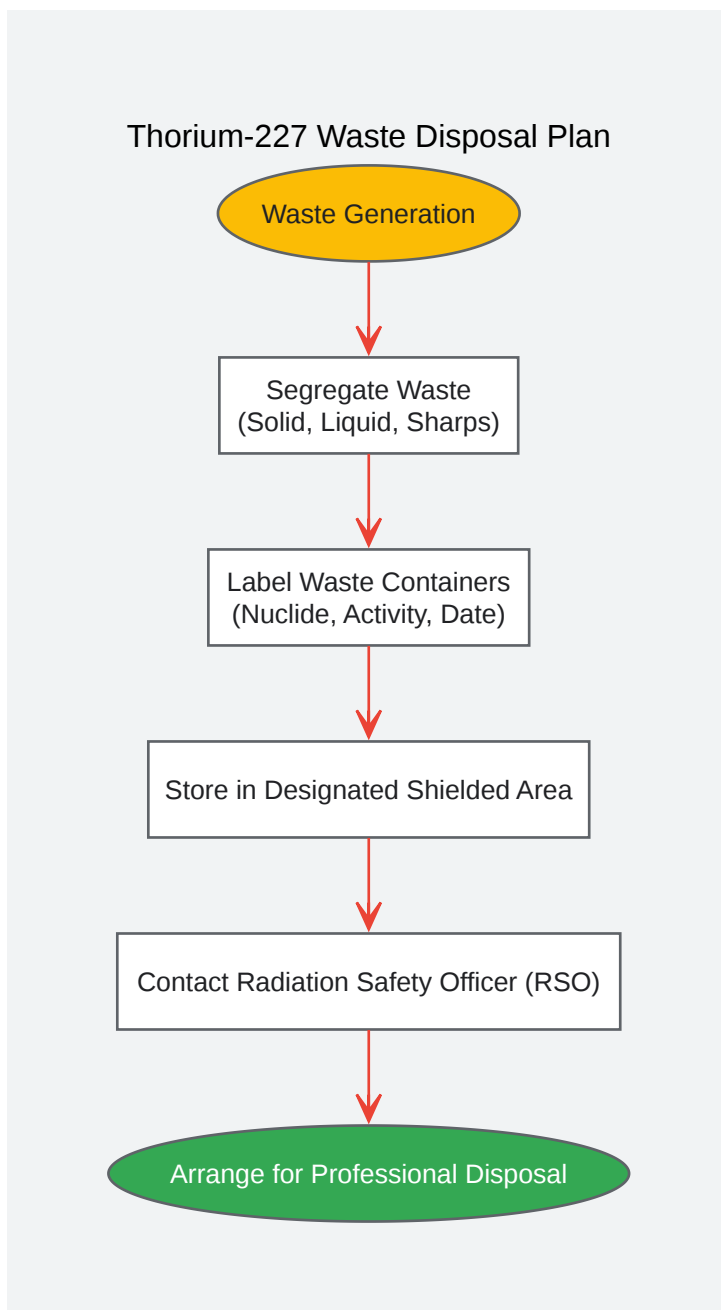 Thorium-227 Waste Disposal Plan
Waste Generation
Segregate Waste
(Solid, Liquid, Sharps)
Label Waste Containers
(Nuclide, Activity, Date)
Store in Designated Shielded Area
Contact Radiation Safety Officer (RSO)
Arrange for Professional Disposal